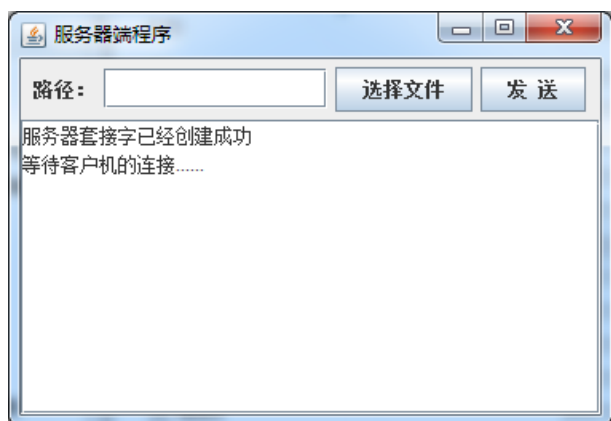 服务器端程序
路径： 选择文件 发 送
服务器套接字已经创建成功
等待客户机的连接......